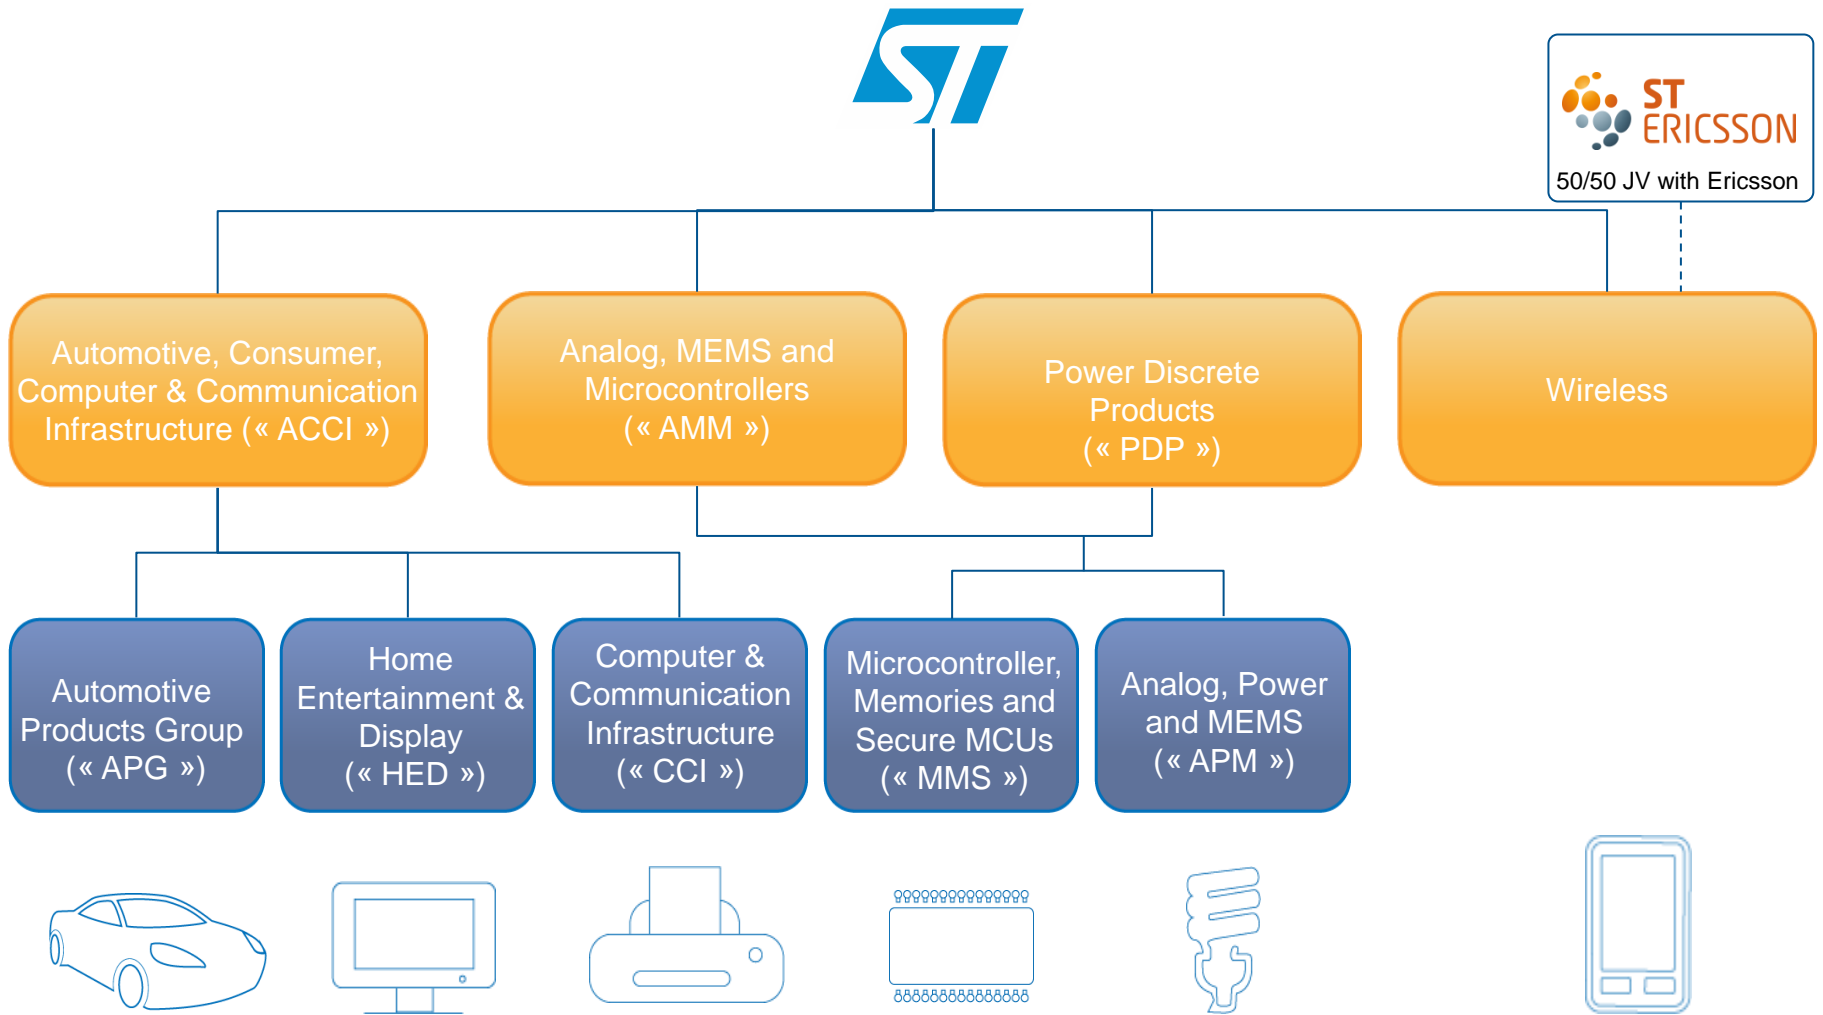 ST
ST
ERICSSON
50/50 JV with Ericsson
Automotive, Consumer,
Computer & Communication
Infrastructure (« ACCI »)
Analog, MEMS and
Microcontrollers
(« AMM »)
Power Discrete
Products
(« PDP »)
Wireless
Automotive
Products Group
(« APG »)
Home
Entertainment &
Display
(« HED »)
Computer &
Communication
Infrastructure
(« CCI »)
Microcontroller,
Memories and
Secure MCUs
(« MMS »)
Analog, Power
and MEMS
(« APM »)